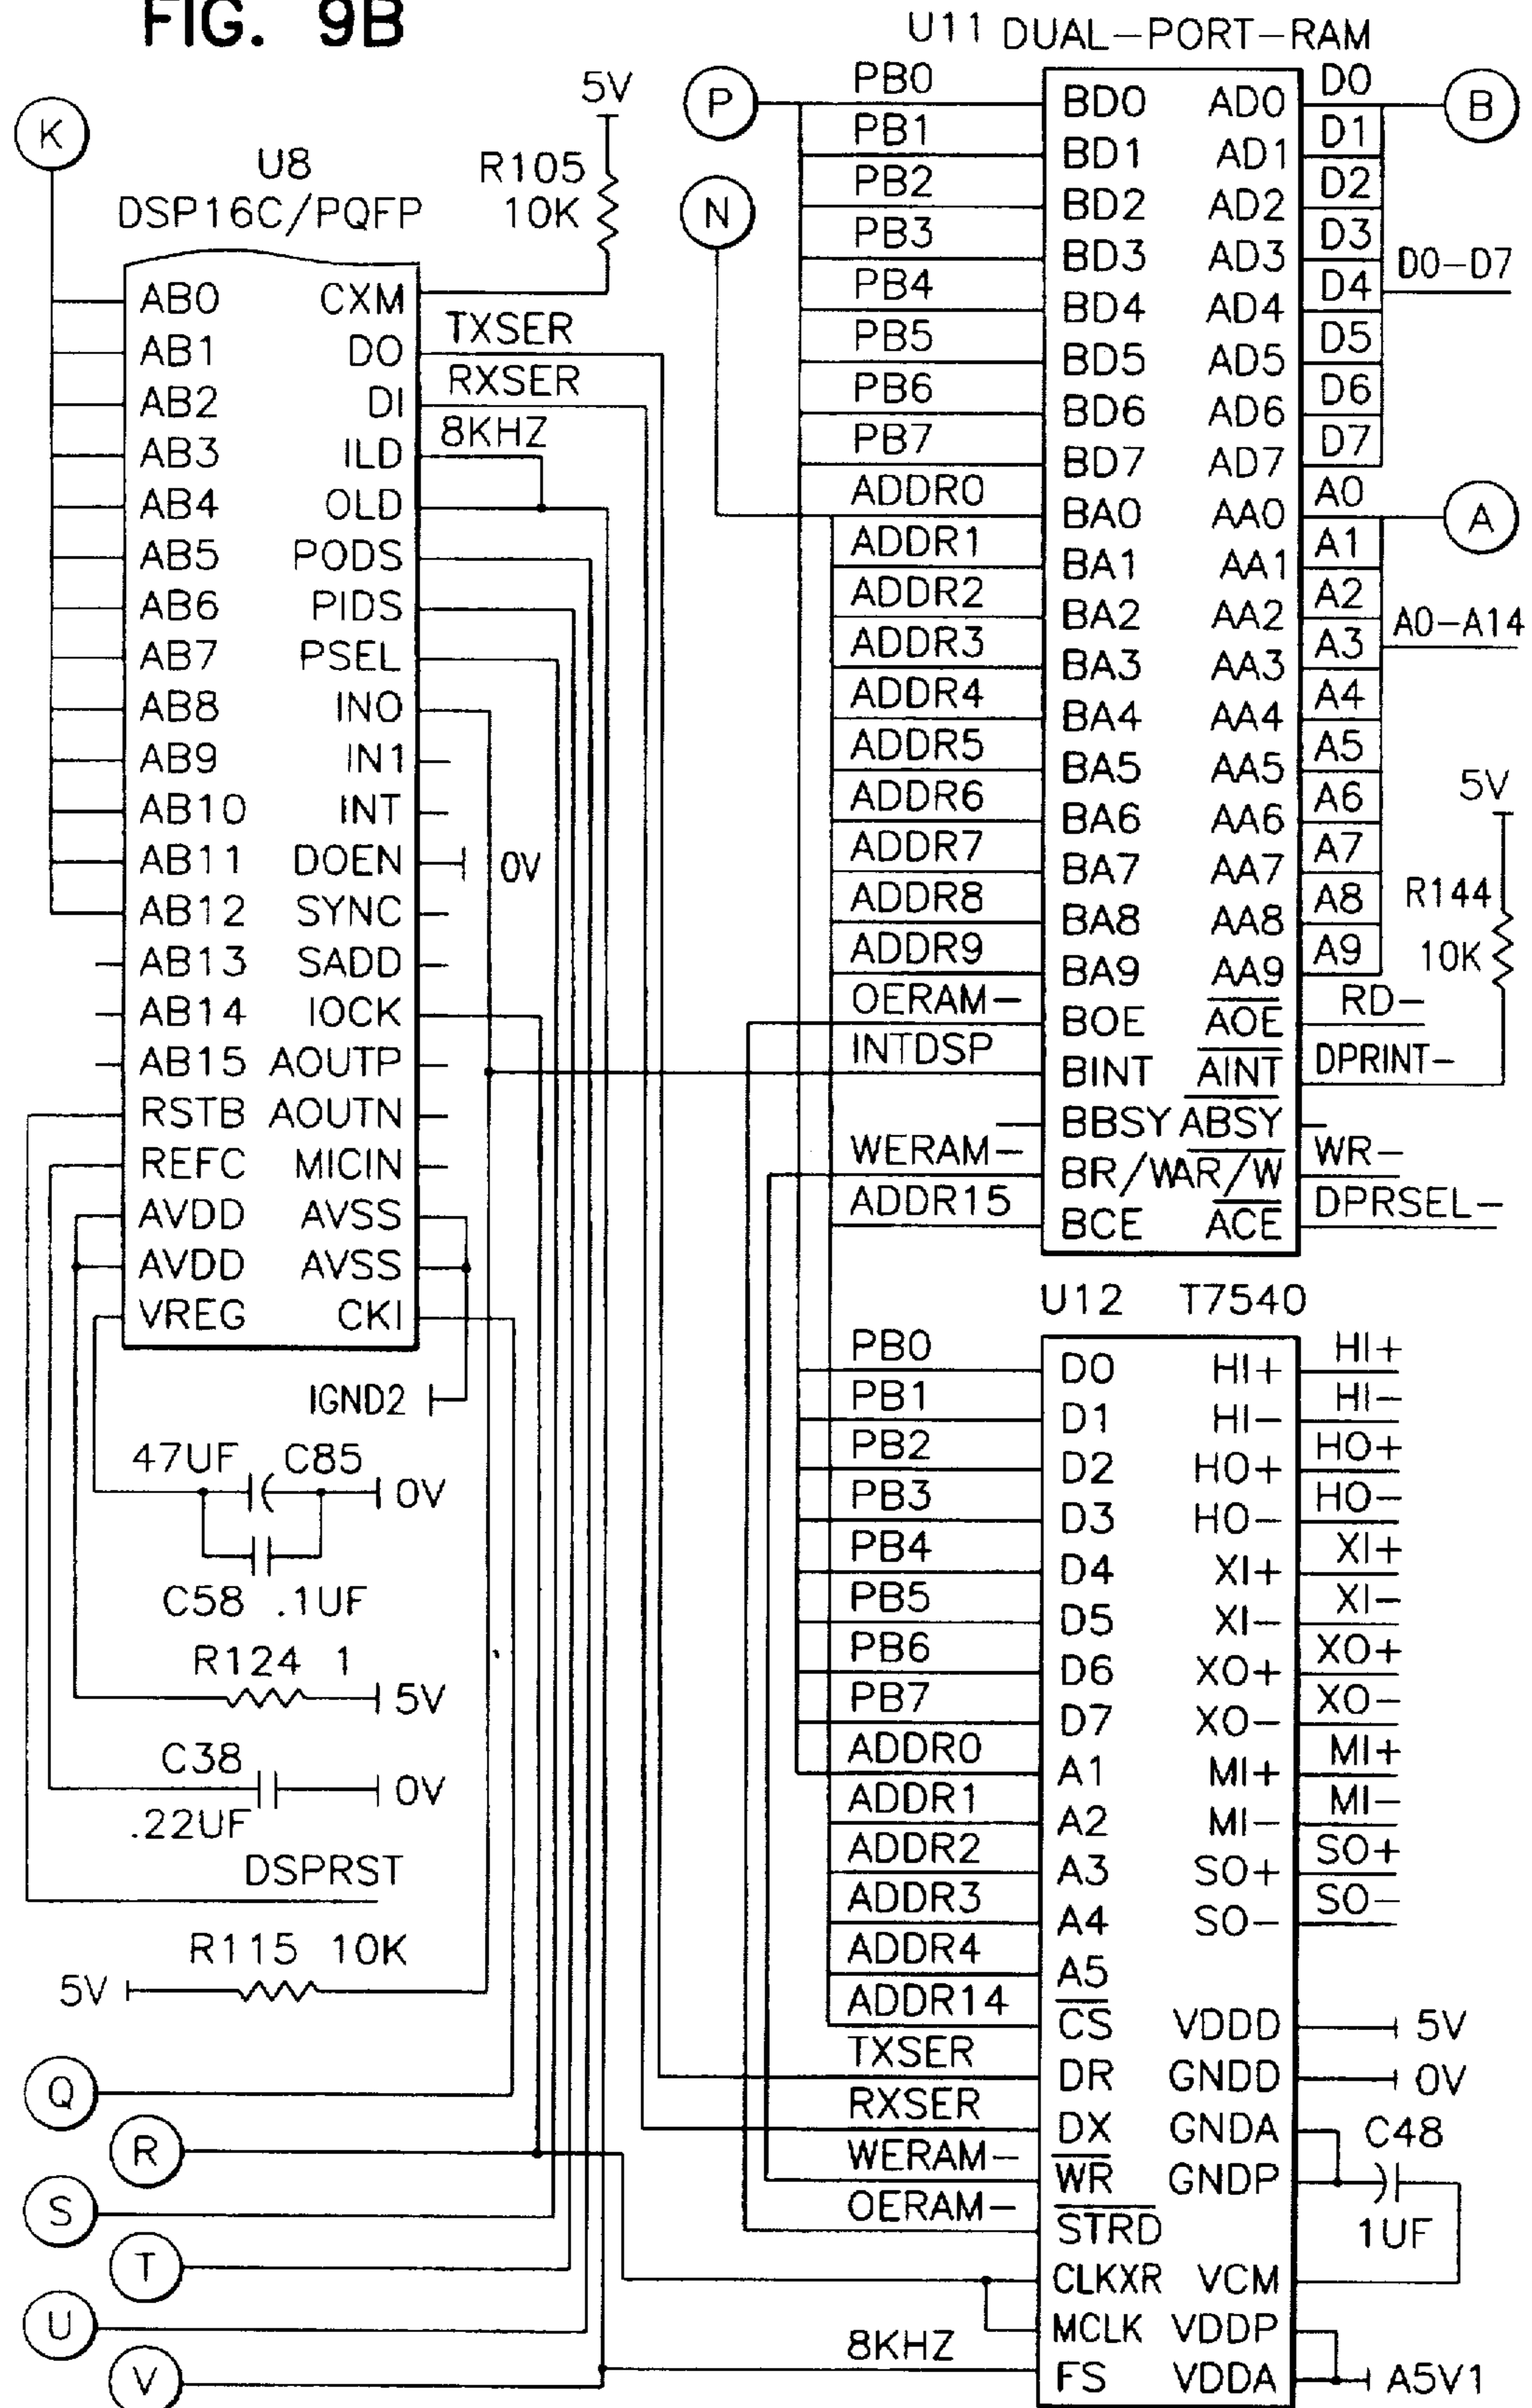 FIG. 9B
K
U8
DSP16C/PQFP
5V
R105
10K
AB0 CXM
AB1 DO
AB2 DI
AB3 ILD
AB4 OLD
AB5 PODS
AB6 PIDS
AB7 PSEL
AB8 INO
AB9 IN1
AB10 INT
AB11 DOEN
AB12 SYNC
AB13 SADD
AB14 IOCK
AB15 AOUTP
RSTB AOUTN
REFC MICIN
AVDD AVSS
AVDD AVSS
VREG CKI
TXSER
RXSER
8KHZ
0V
IGND2
47UF C85
0V
C58 .1UF
R124 1
5V
C38
.22UF
0V
DSPRST
R115 10K
5V
Q
R
S
T
U
V
U11 DUAL-PORT-RAM
P
N
PB0 BD0 AD0 D0
B
PB1 BD1 AD1 D1
PB2 BD2 AD2 D2
PB3 BD3 AD3 D3
D0-D7
PB4 BD4 AD4 D4
PB5 BD5 AD5 D5
PB6 BD6 AD6 D6
PB7 BD7 AD7 D7
ADDR0 BA0 AA0 A0
A
ADDR1 BA1 AA1 A1
ADDR2 BA2 AA2 A2
A0-A14
ADDR3 BA3 AA3 A3
ADDR4 BA4 AA4 A4
ADDR5 BA5 AA5 A5
ADDR6 BA6 AA6 A6
ADDR7 BA7 AA7 A7
ADDR8 BA8 AA8 A8
ADDR9 BA9 AA9 A9
5V
R144
10K
OERAM- BOE AOE RD-
INTDSP BINT AINT DPRINT-
BBSY ABSY
WERAM- BR/W AR/W WR-
ADDR15 BCE ACE DPRSEL-
U12 T7540
PB0 D0 HI+ HI+
PB1 D1 HI- HI-
PB2 D2 HO+ HO+
PB3 D3 HO- HO-
PB4 D4 XI+ XI+
PB5 D5 XI- XI-
PB6 D6 XO+ XO+
PB7 D7 XO- XO-
ADDR0 A1 MI+ MI+
ADDR1 A2 MI- MI-
ADDR2 A3 SO+ SO+
ADDR3 A4 SO- SO-
ADDR4 A5
ADDR14 CS VDDD 5V
TXSER DR GNDD 0V
RXSER DX GNDA C48
WERAM- WR GNDP
1UF
OERAM- STRD
CLKXR VCM
MCLK VDDP
8KHZ FS VDDA A5V1